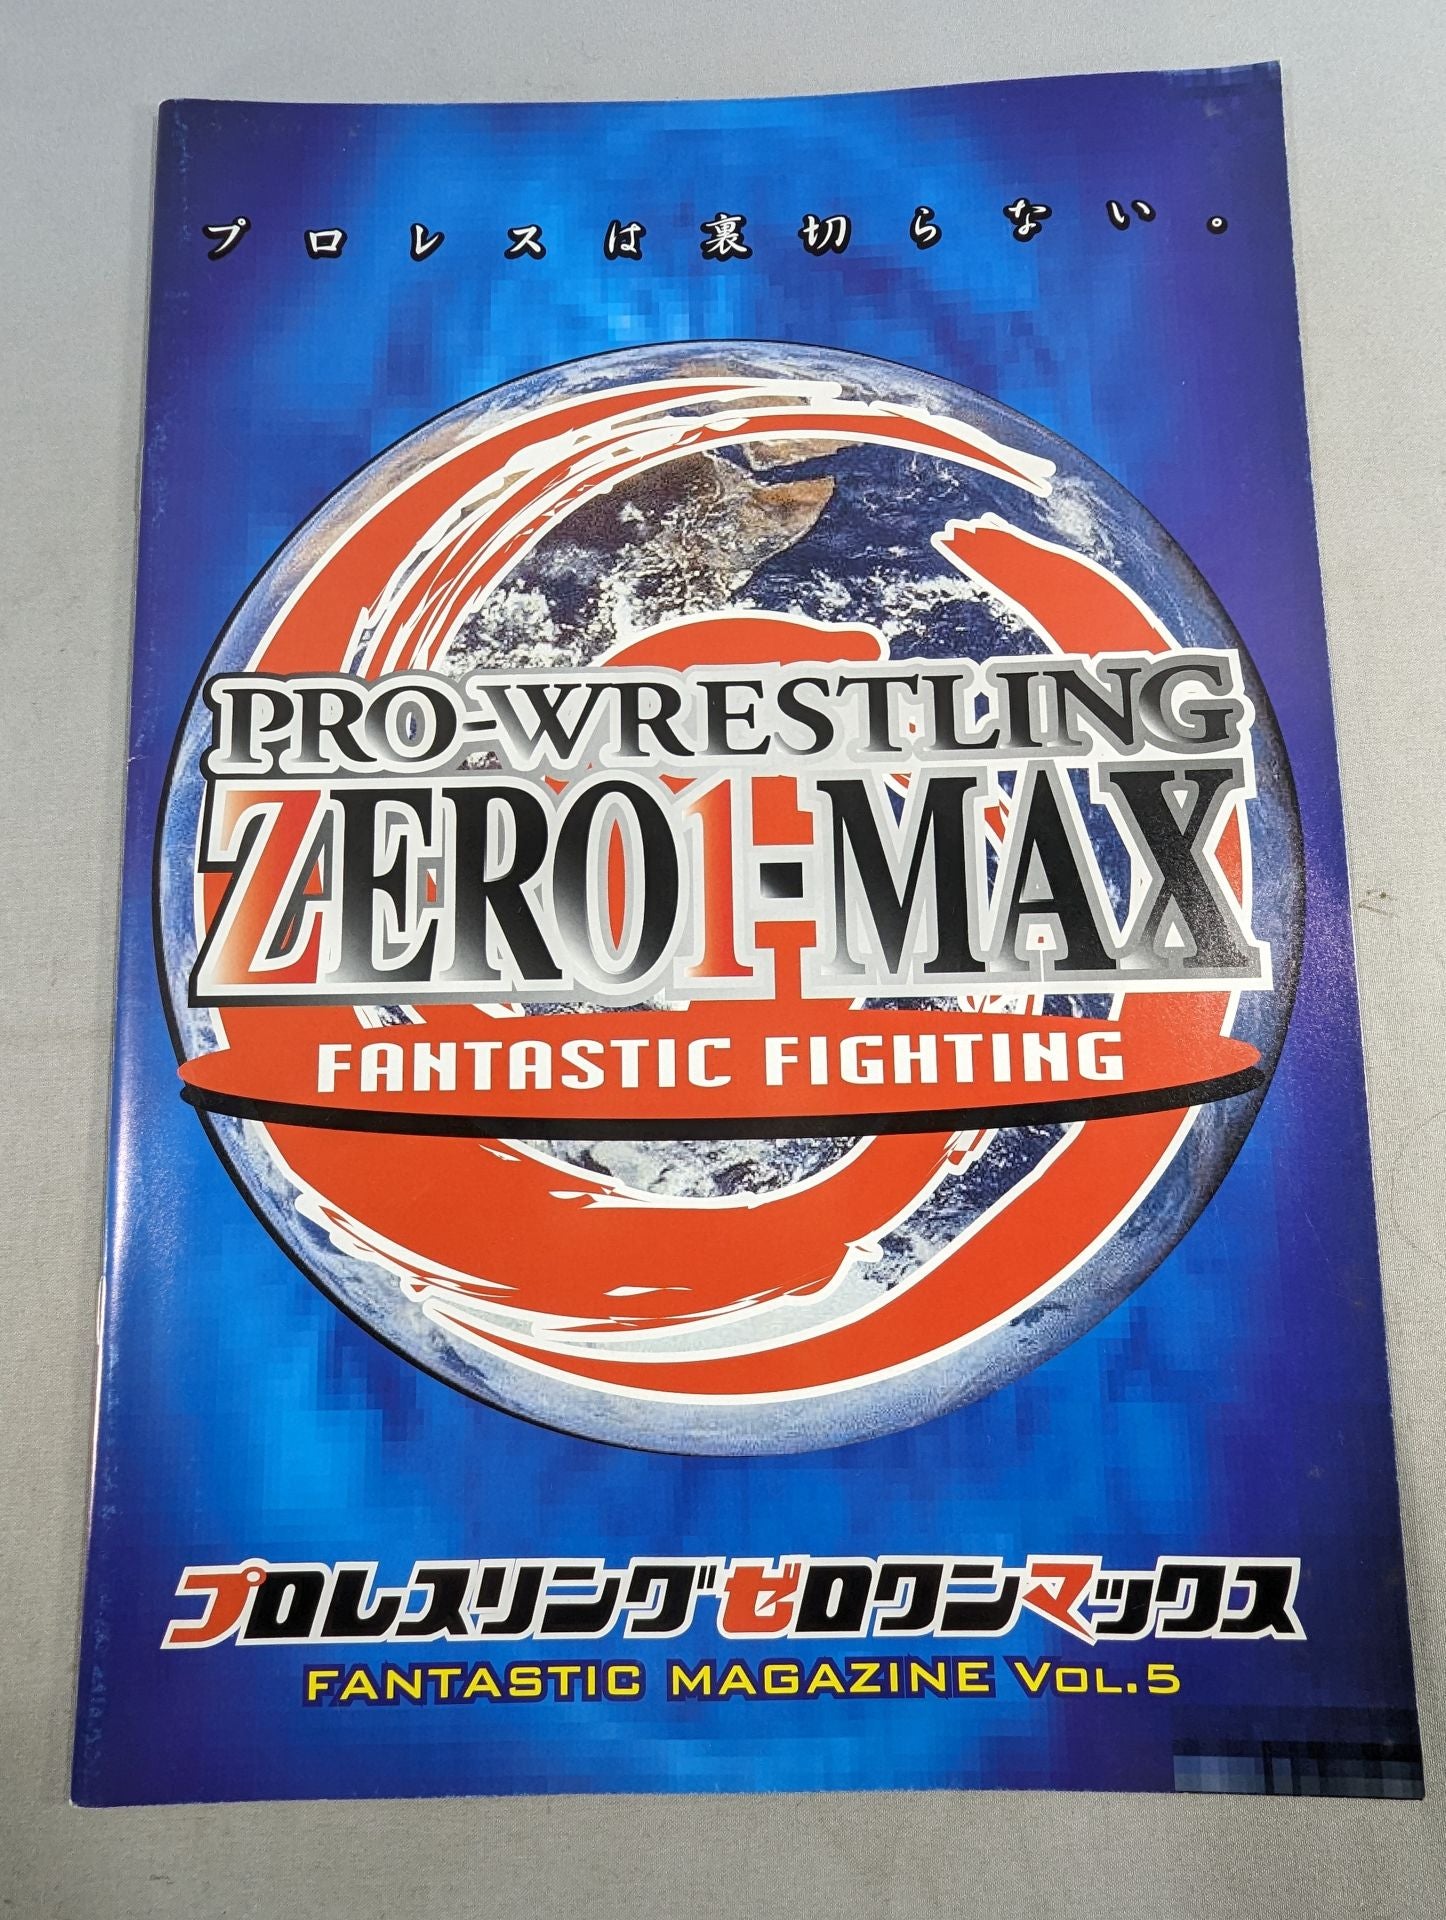 プロレスは裏切らない。
PRO-WRESTLING
ZERO1-MAX
FANTASTIC FIGHTING
プロレスリングゼロワンマックス
FANTASTIC MAGAZINE VOL.5